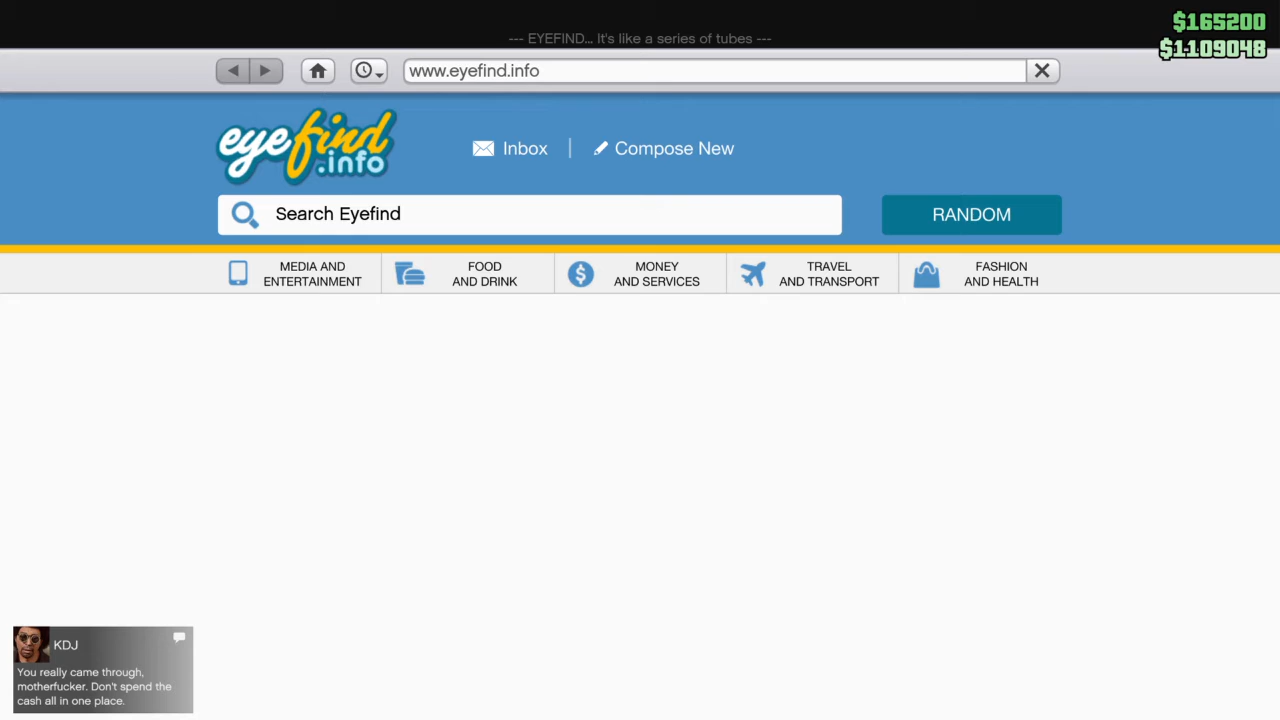 --- EYEFIND... It's like a series of tubes ---
$165200
$1109048
www.eyefind.info
eyefind
.info
Inbox
Compose New
Search Eyefind
RANDOM
MEDIA AND
ENTERTAINMENT
FOOD
AND DRINK
MONEY
AND SERVICES
TRAVEL
AND TRANSPORT
FASHION
AND HEALTH
KDJ
You really came through,
motherfucker. Don't spend the
cash all in one place.